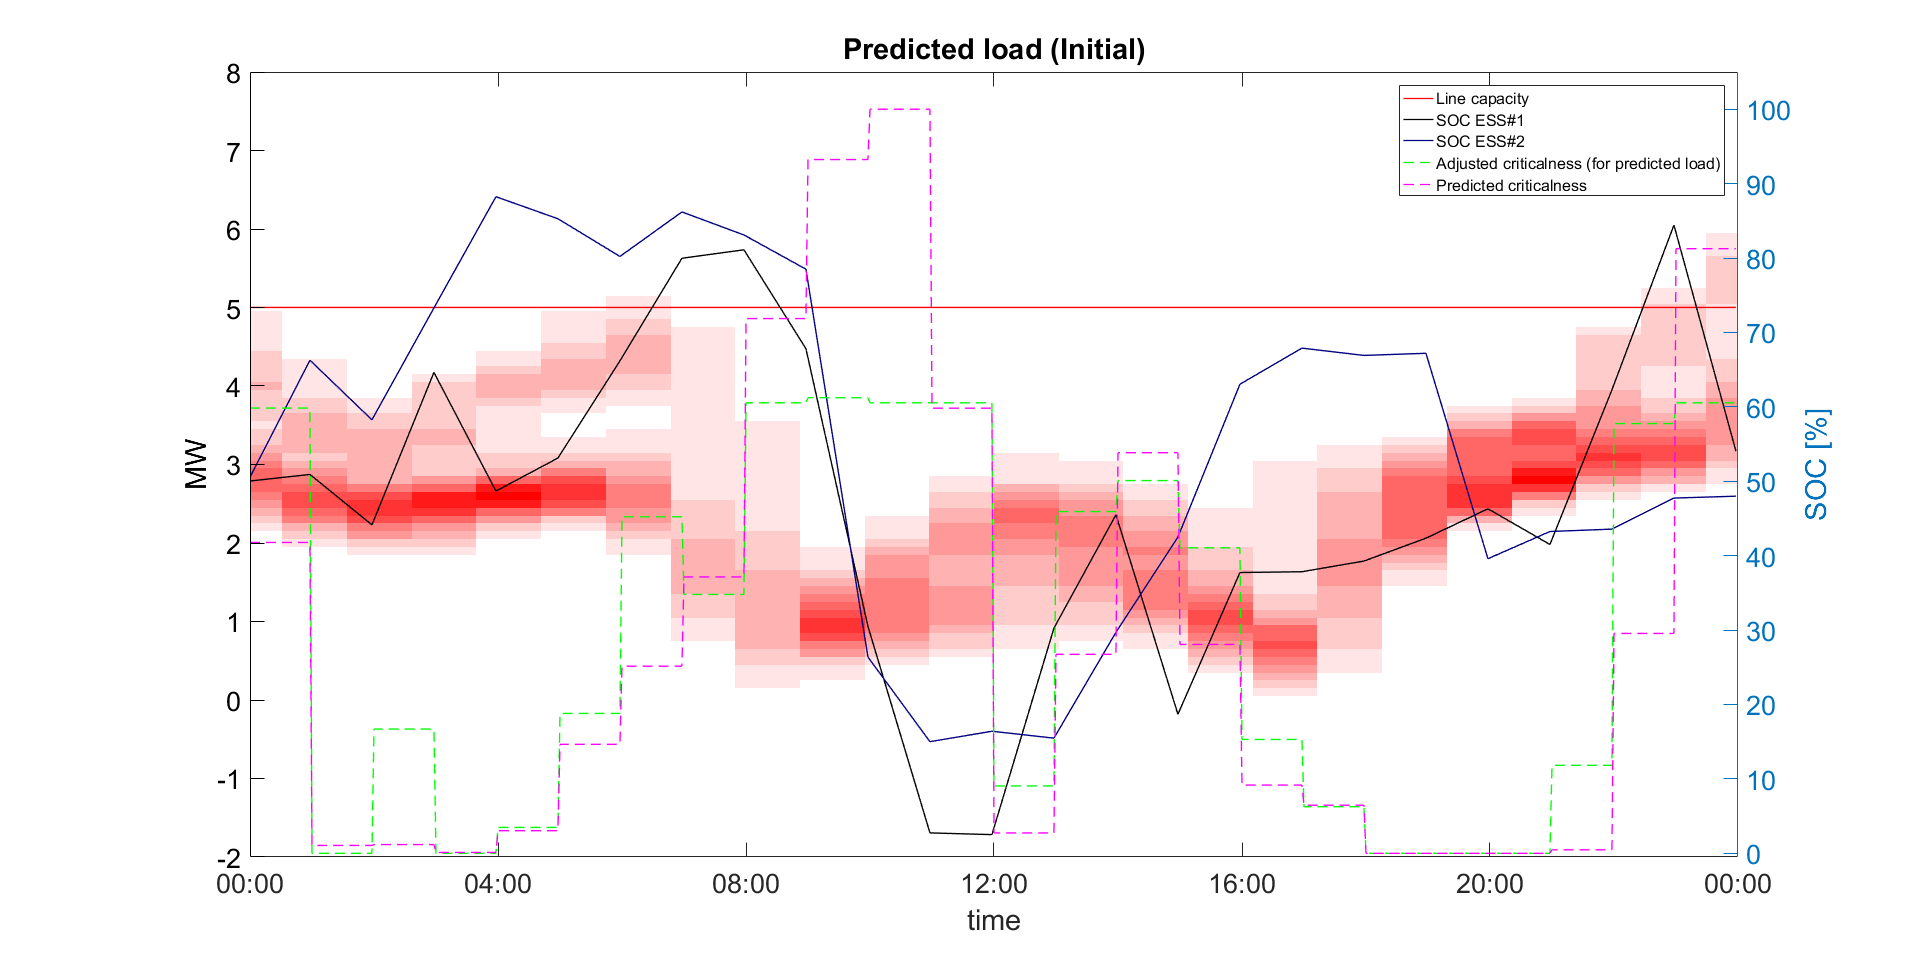 Predicted load (Initial)
8
7
6
5
4
3
2
1
0
-1
-2
MW
100
90
80
70
60
50
40
30
20
10
0
SOC [%]
Line capacity
SOC ESS#1
SOC ESS#2
Adjusted criticalness (for predicted load)
Predicted criticalness
00:00 04:00 08:00 12:00 16:00 20:00 00:00
time